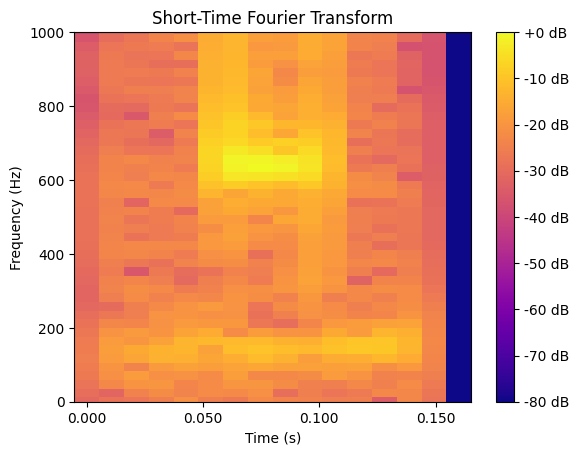 Short-Time Fourier Transform
1000
800
600
400
200
0
Frequency (Hz)
0.000
0.050
0.100
0.150
Time (s)
+0 dB
-10 dB
-20 dB
-30 dB
-40 dB
-50 dB
-60 dB
-70 dB
-80 dB